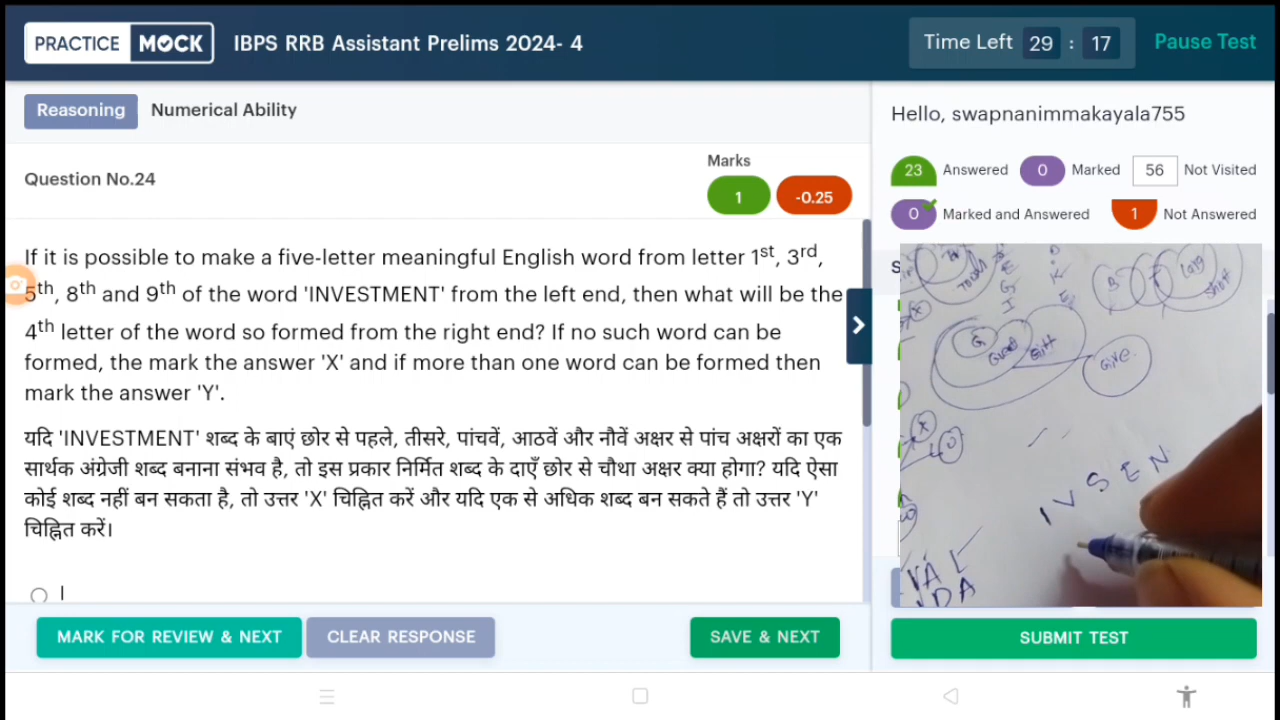 PRACTICE MOCK IBPS RRB Assistant Prelims 2024- 4 Time Left 29 : 17 Pause Test
Reasoning Numerical Ability
Hello, swapnanimmakayala755
Question No.24
Marks
1 -0.25
23 Answered 0 Marked 56 Not Visited
0 Marked and Answered 1 Not Answered
If it is possible to make a five-letter meaningful English word from letter 1st, 3rd,
5th, 8th and 9th of the word 'INVESTMENT' from the left end, then what will be the
4th letter of the word so formed from the right end? If no such word can be
formed, the mark the answer 'X' and if more than one word can be formed then
mark the answer 'Y'.
यदि 'INVESTMENT' शब्द के बाएं छोर से पहले, तीसरे, पांचवें, आठवें और नौवें अक्षर से पांच अक्षरों का एक
सार्थक अंग्रेजी शब्द बनाना संभव है, तो इस प्रकार निर्मित शब्द के दाएँ छोर से चौथा अक्षर क्या होगा? यदि ऐसा
कोई शब्द नहीं बन सकता है, तो उत्तर 'X' चिह्नित करें और यदि एक से अधिक शब्द बन सकते हैं तो उत्तर 'Y'
चिह्नित करें।
I
G Gift Give
I V S E N
MARK FOR REVIEW & NEXT CLEAR RESPONSE SAVE & NEXT SUBMIT TEST